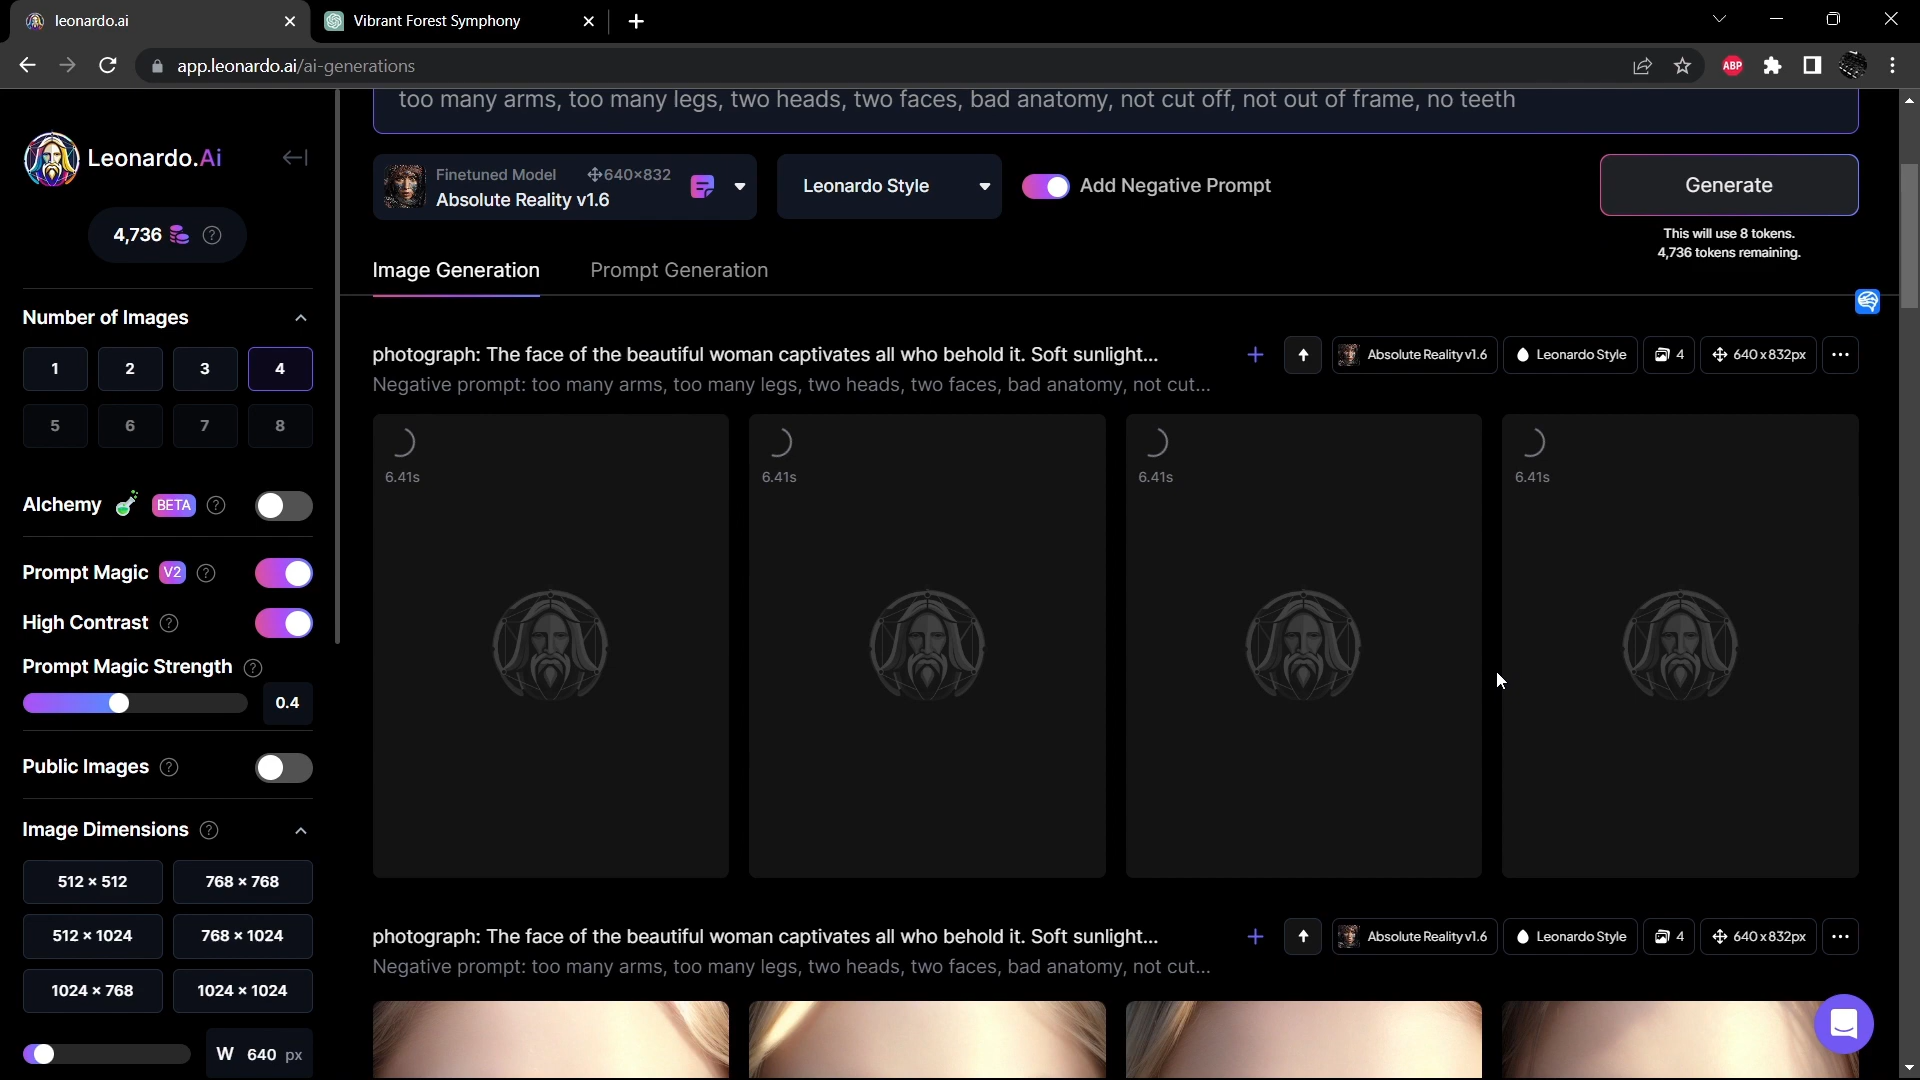 leonardo.ai
Vibrant Forest Symphony
app.leonardo.ai/ai-generations
ABP
too many arms, too many legs, two heads, two faces, bad anatomy, not cut off, not out of frame, no teeth
Leonardo.Ai
Finetuned Model 640×832
Absolute Reality v1.6
Leonardo Style
Add Negative Prompt
Generate
4,736
This will use 8 tokens.
4,736 tokens remaining.
Image Generation Prompt Generation
Number of Images
1 2 3 4
5 6 7 8
photograph: The face of the beautiful woman captivates all who behold it. Soft sunlight...
Absolute Reality v1.6 Leonardo Style 4 640 x 832px
Negative prompt: too many arms, too many legs, two heads, two faces, bad anatomy, not cut...
6.41s 6.41s 6.41s 6.41s
Alchemy BETA
Prompt Magic V2
High Contrast
Prompt Magic Strength
0.4
Public Images
Image Dimensions
512 × 512 768 × 768
512 × 1024 768 × 1024
1024 × 768 1024 × 1024
W 640 px
photograph: The face of the beautiful woman captivates all who behold it. Soft sunlight...
Absolute Reality v1.6 Leonardo Style 4 640 x 832px
Negative prompt: too many arms, too many legs, two heads, two faces, bad anatomy, not cut...